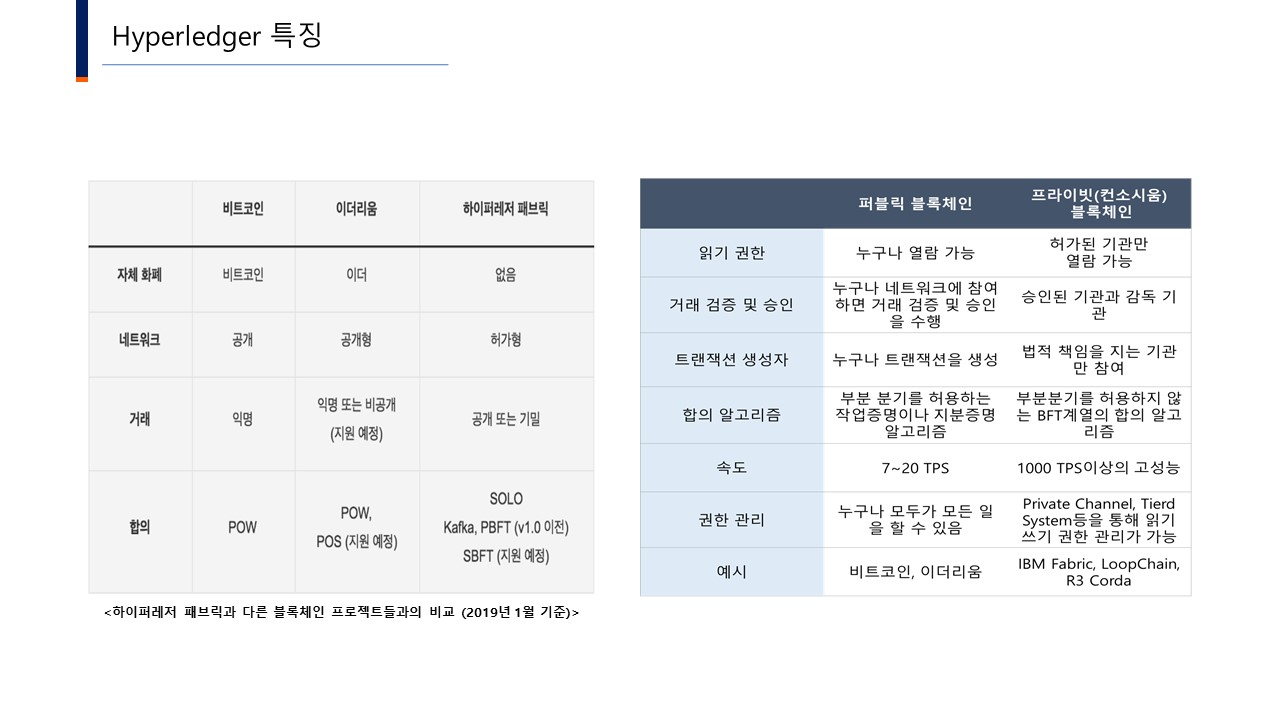 Hyperledger 특징
비트코인 이더리움 하이퍼레저 패브릭
자체 화폐 비트코인 이더 없음
네트워크 공개 공개형 허가형
거래 익명 익명 또는 비공개
(지원 예정) 공개 또는 기밀
합의 POW POW,
POS (지원 예정) SOLO
Kafka, PBFT (v1.0 이전)
SBFT (지원 예정)
<하이퍼레저 패브릭과 다른 블록체인 프로젝트들과의 비교 (2019년 1월 기준)>
퍼블릭 블록체인 프라이빗(컨소시움)
블록체인
읽기 권한 누구나 열람 가능 허가된 기관만
열람 가능
거래 검증 및 승인 누구나 네트워크에 참여
하면 거래 검증 및 승인
을 수행 승인된 기관과 감독 기
관
트랜잭션 생성자 누구나 트랜잭션을 생성 법적 책임을 지는 기관
만 참여
합의 알고리즘 부분 분기를 허용하는
작업증명이나 지분증명
알고리즘 부분분기를 허용하지 않
는 BFT계열의 합의 알고
리즘
속도 7~20 TPS 1000 TPS이상의 고성능
권한 관리 누구나 모두가 모든 일
을 할 수 있음 Private Channel, Tierd
System등을 통해 읽기
쓰기 권한 관리가 가능
예시 비트코인, 이더리움 IBM Fabric, LoopChain,
R3 Corda